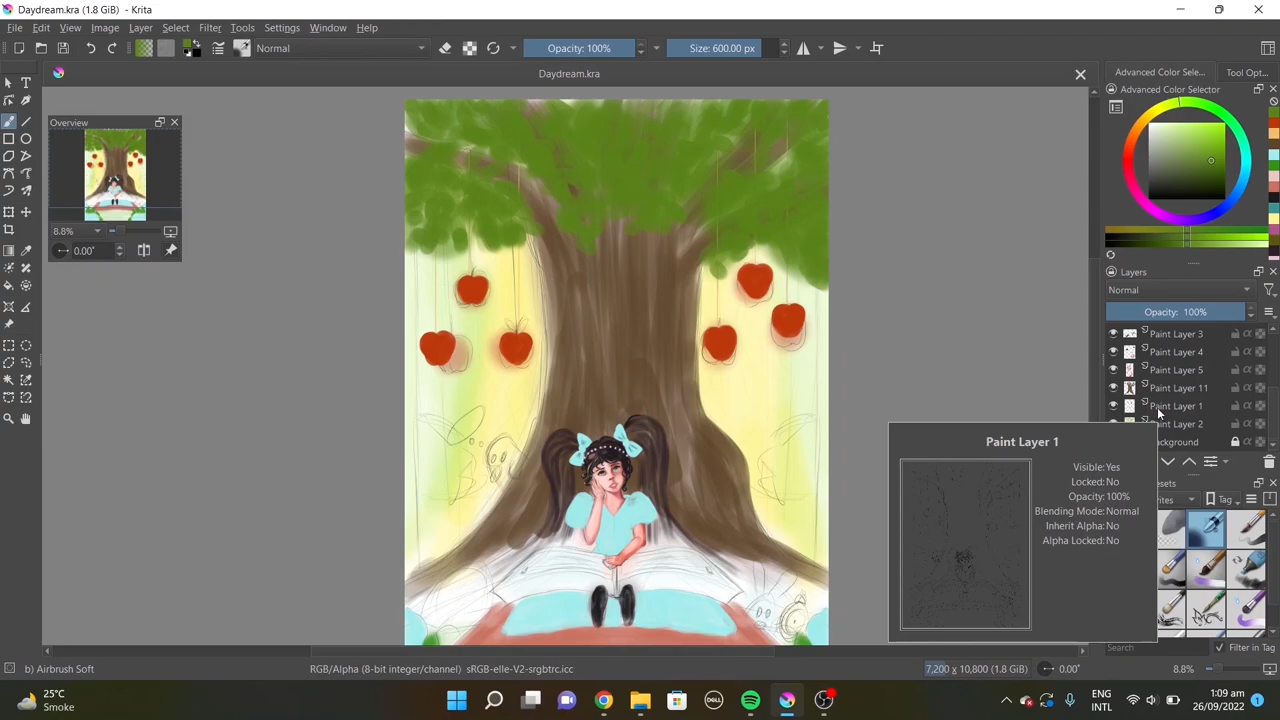 Daydream.kra (1.8 GiB) - Krita
File Edit View Image Layer Select Filter Tools Settings Window Help
Normal
Opacity: 100%
Size: 600.00 px
Daydream.kra
Advanced Color Sele...
Tool Opt...
Advanced Color Selector
Overview
8.8%
0.00°
Layers
Normal
Opacity: 100%
Paint Layer 3
Paint Layer 4
Paint Layer 5
Paint Layer 11
Paint Layer 1
Paint Layer 2
Paint Layer 1
Visible: Yes
Locked: No
Opacity: 100%
Blending Mode: Normal
Inherit Alpha: No
Alpha Locked: No
Tag
Search
Filter in Tag
b) Airbrush Soft
RGB/Alpha (8-bit integer/channel) sRGB-elle-V2-srgbtrc.icc
7,200 x 10,800 (1.8 GiB)
0.00°
8.8%
25°C
Smoke
DELL
ENG
INTL
1:09 am
26/09/2022